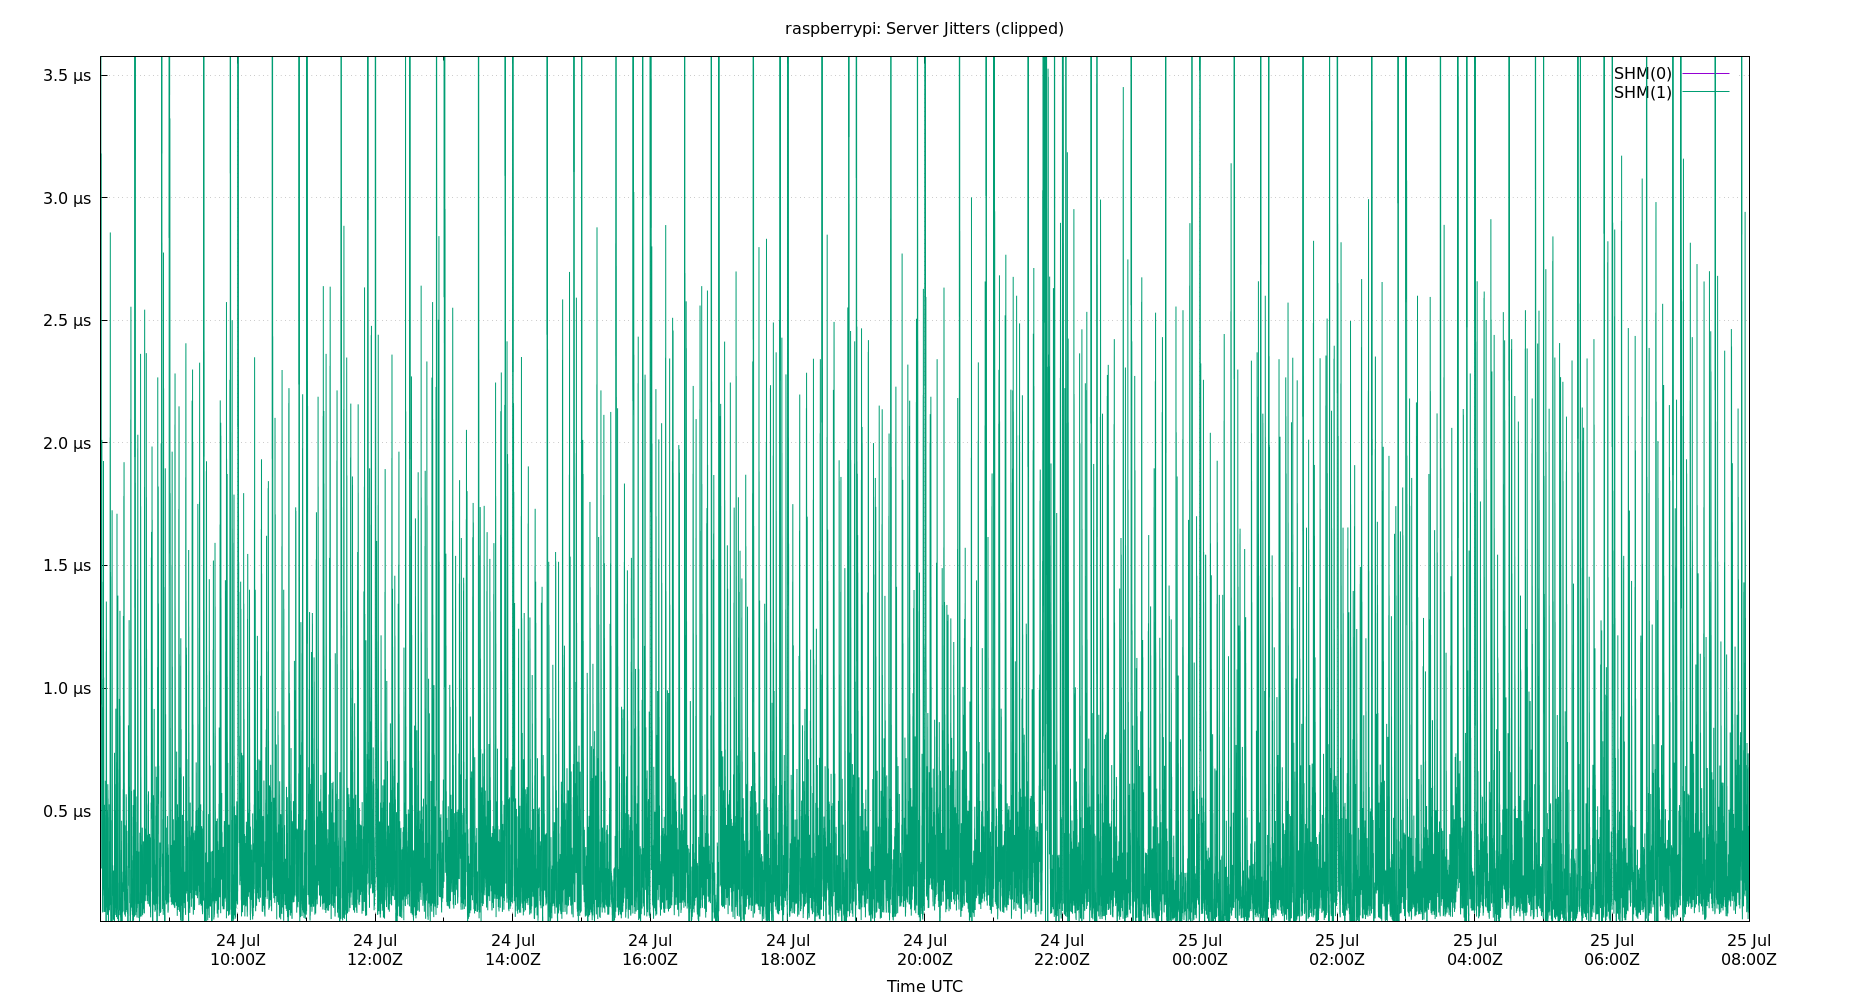 raspberrypi: Server Jitters (clipped)
3.5 µs
3.0 µs
2.5 µs
2.0 µs
1.5 µs
1.0 µs
0.5 µs
SHM(0)
SHM(1)
24 Jul 24 Jul 24 Jul 24 Jul 24 Jul 24 Jul 24 Jul 25 Jul 25 Jul 25 Jul 25 Jul 25 Jul
10:00Z 12:00Z 14:00Z 16:00Z 18:00Z 20:00Z 22:00Z 00:00Z 02:00Z 04:00Z 06:00Z 08:00Z
Time UTC